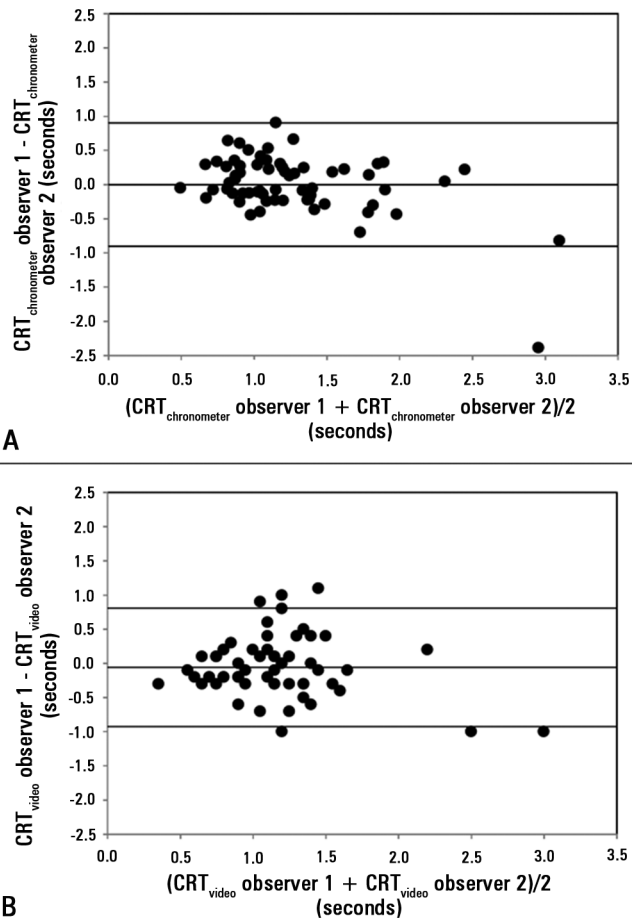 2.5
2.0
1.5
1.0
0.5
0.0
-0.5
-1.0
-1.5
-2.0
-2.5
CRTchronometer observer 1 - CRTchronometer
observer 2 (seconds)
0.0 0.5 1.0 1.5 2.0 2.5 3.0 3.5
(CRTchronometer observer 1 + CRTchronometer observer 2)/2
(seconds)
A
2.5
2.0
1.5
1.0
0.5
0.0
-0.5
-1.0
-1.5
-2.0
-2.5
CRTvideo observer 1 - CRTvideo observer 2
(seconds)
0.0 0.5 1.0 1.5 2.0 2.5 3.0 3.5
(CRTvideo observer 1 + CRTvideo observer 2)/2
(seconds)
B